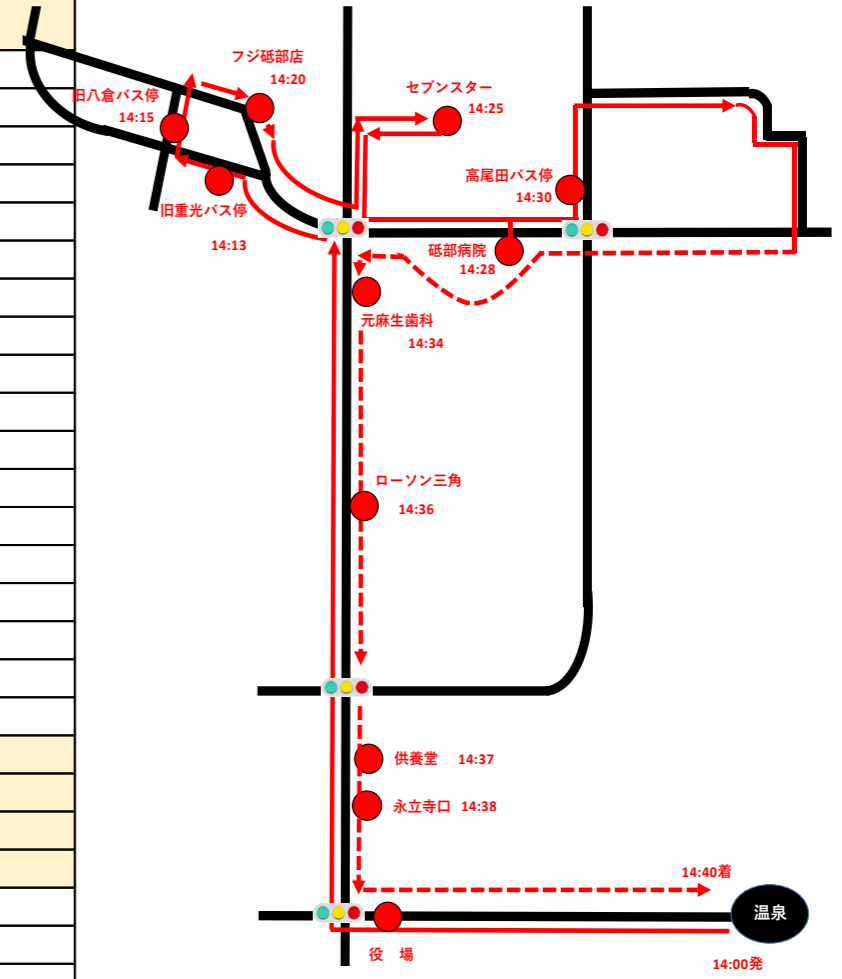 フジ砥部店
14:20
セブンスター
14:25
旧八倉バス停
14:15
高尾田バス停
14:30
旧重光バス停
14:13
砥部病院
14:28
元麻生歯科
14:34
ローソン三角
14:36
供養堂 14:37
永立寺口 14:38
14:40着
温泉
役 場
14:00発